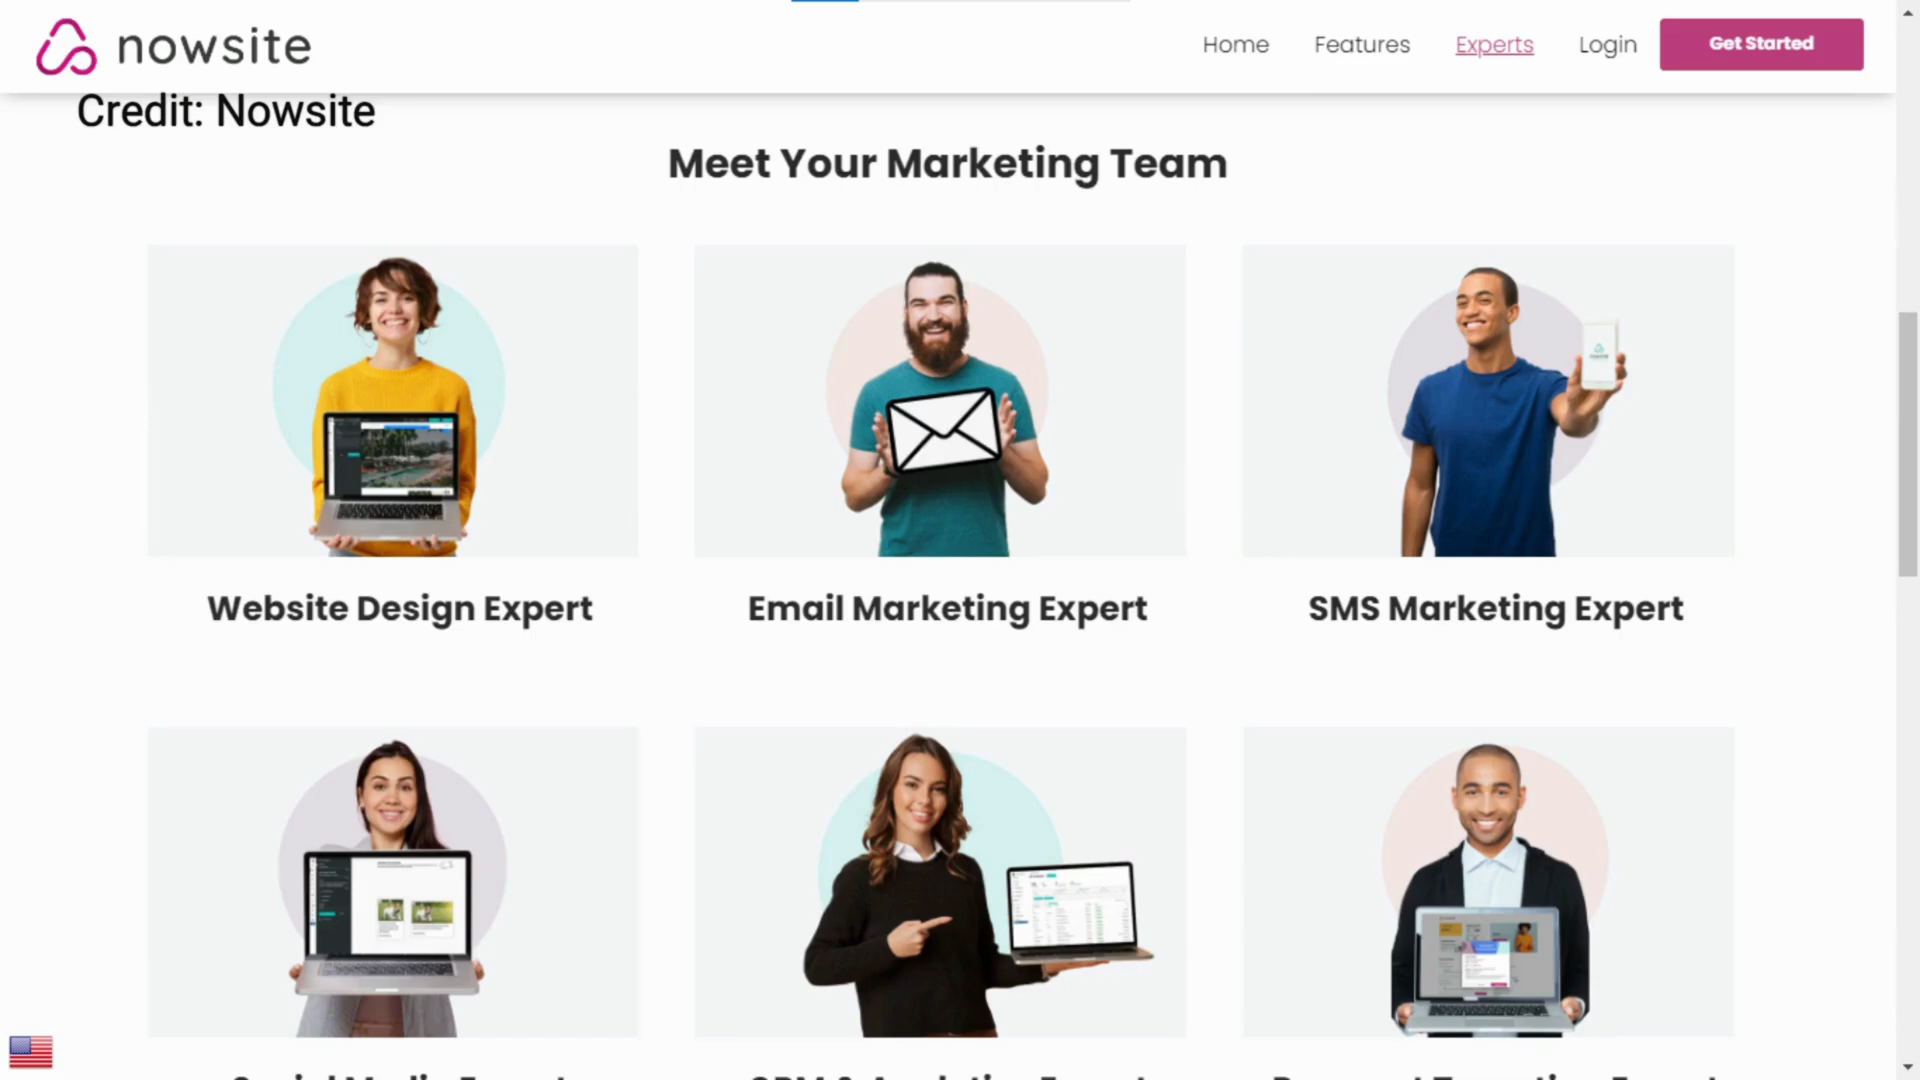 nowsite
Home Features Experts Login Get Started
Credit: Nowsite
Meet Your Marketing Team
Website Design Expert Email Marketing Expert SMS Marketing Expert